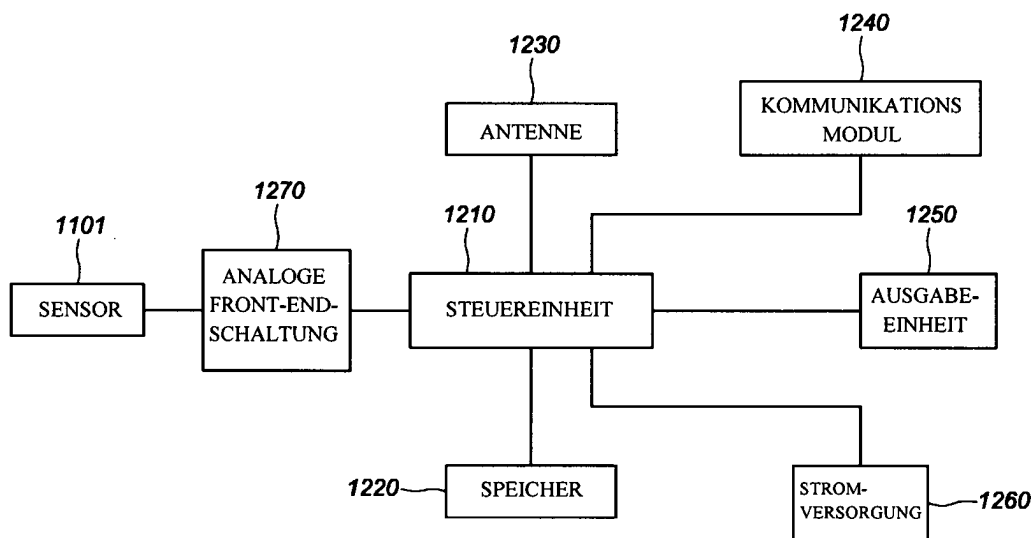 1240
1230
KOMMUNIKATIONS
MODUL
ANTENNE
1270
1210
1250
1101
ANALOGE
FRONT-END-
SCHALTUNG
SENSOR
STEUEREINHEIT
AUSGABE-
EINHEIT
1220
SPEICHER
STROM-
VERSORGUNG
1260